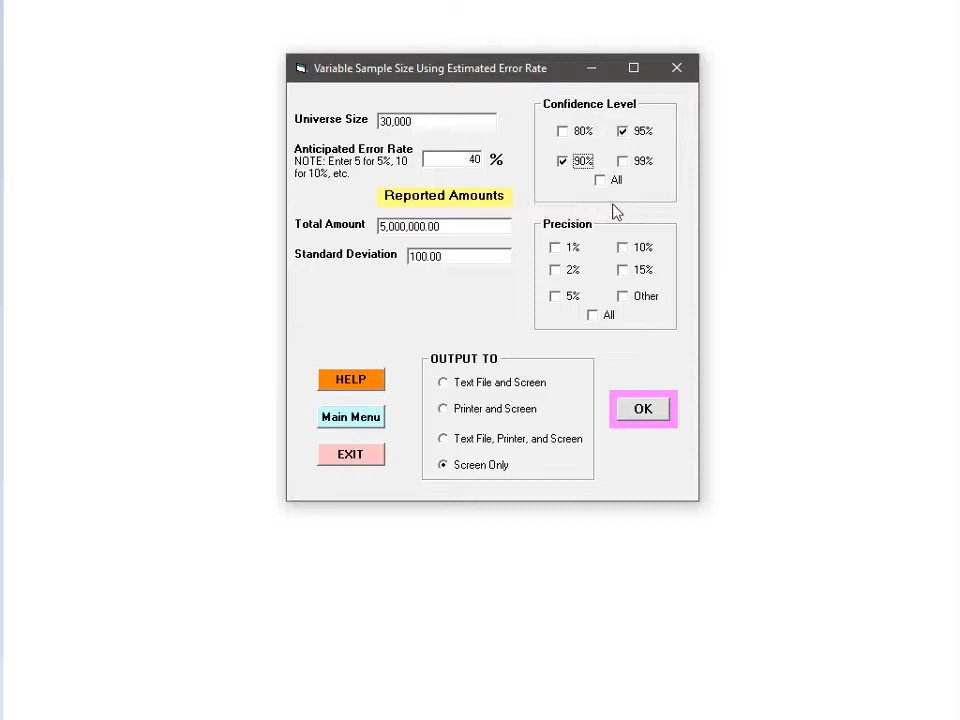 Variable Sample Size Using Estimated Error Rate
Universe Size 30,000
Anticipated Error Rate
NOTE: Enter 5 for 5%, 10
for 10%, etc.
40 %
Reported Amounts
Total Amount 5,000,000.00
Standard Deviation 100.00
Confidence Level
80% 95%
90% 99%
All
Precision
1% 10%
2% 15%
5% Other
All
HELP
Main Menu
EXIT
OUTPUT TO
Text File and Screen
Printer and Screen
Text File, Printer, and Screen
Screen Only
OK